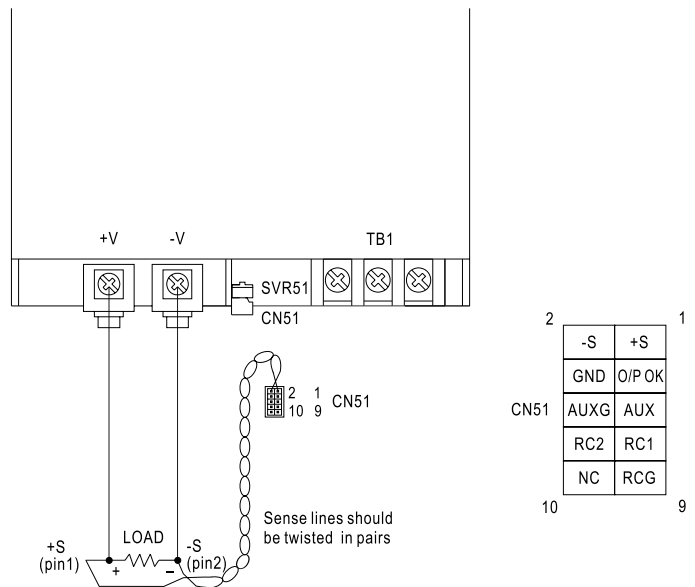 +V -V TB1
SVR51
CN51
2 1
10 9
CN51
Sense lines should
be twisted in pairs
+S
(pin1)
LOAD
-S
(pin2)
+ −
2 1
-S +S
GND O/P OK
CN51
AUXG AUX
RC2 RC1
NC RCG
10 9